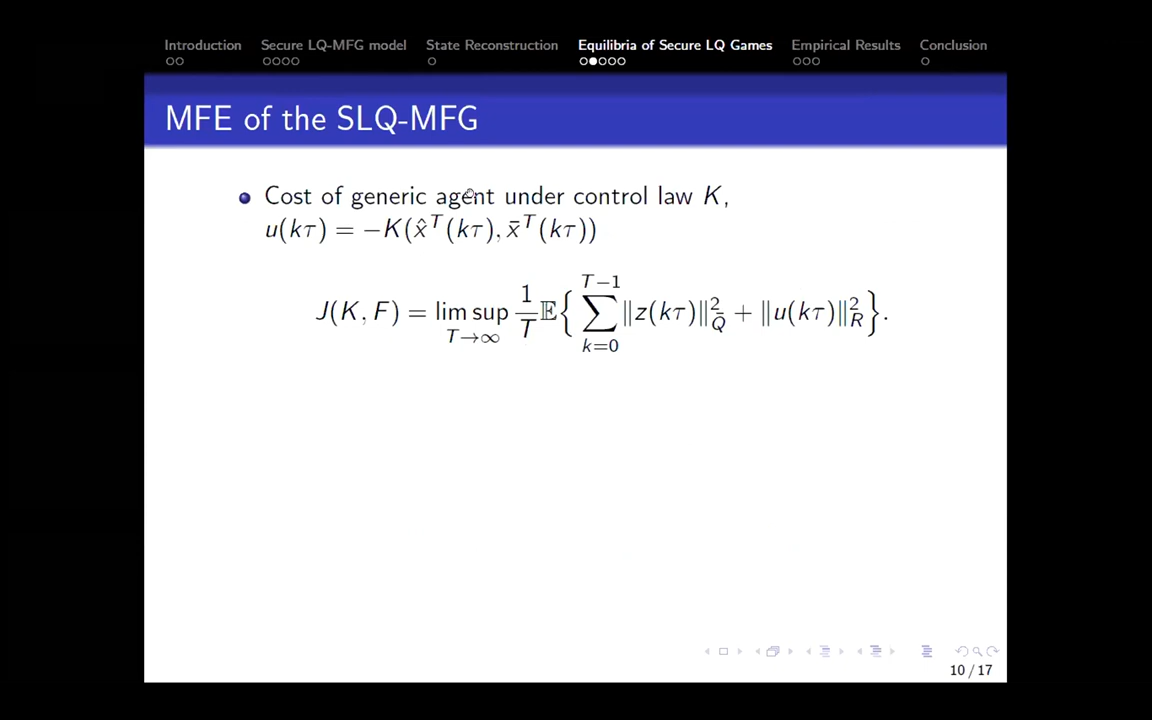 Introduction Secure LQ-MFG model State Reconstruction Equilibria of Secure LQ Games Empirical Results Conclusion
MFE of the SLQ-MFG
Cost of generic agent under control law K,
u(kτ) = −K(x̂ᵀ(kτ), x̄ᵀ(kτ))
J(K, F) = lim sup_{T→∞} 1/T 𝔼{ ∑_{k=0}^{T−1} ‖z(kτ)‖²_{Q̄} + ‖u(kτ)‖²_R }.
10 / 17